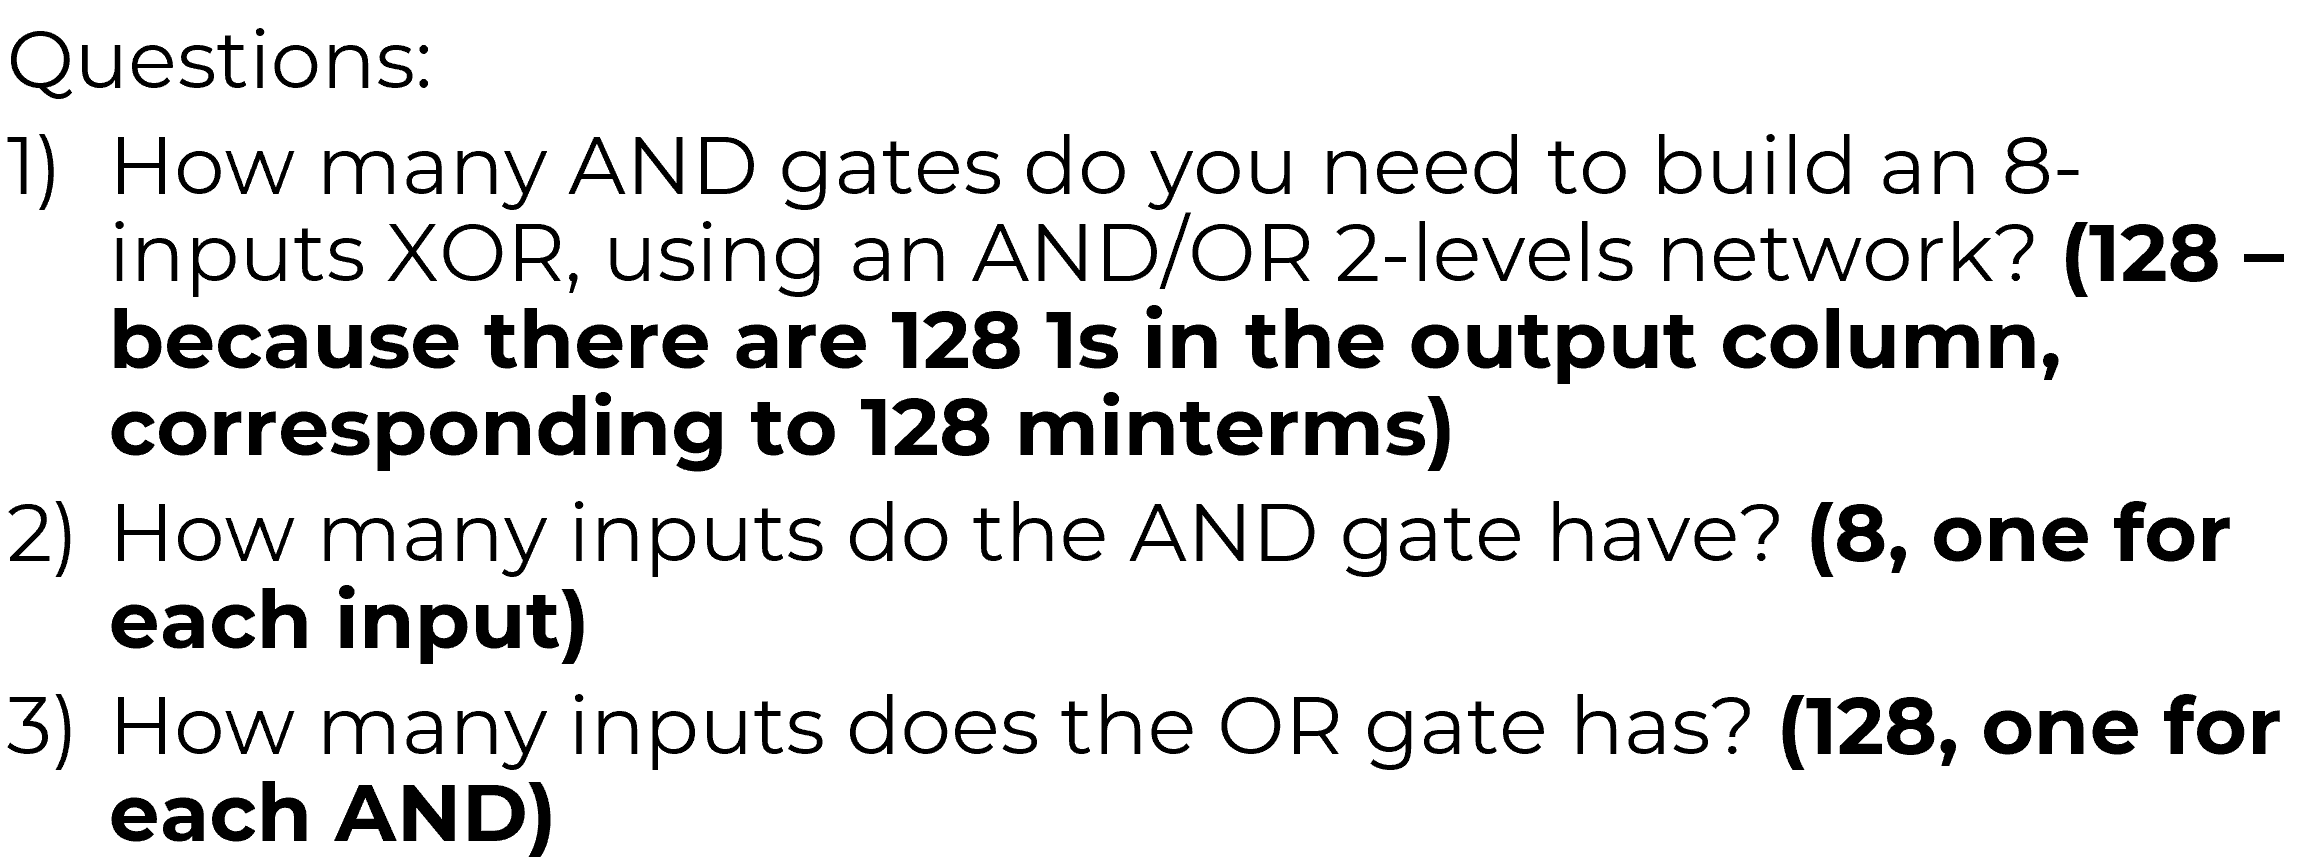 Questions:
1) How many AND gates do you need to build an 8-
inputs XOR, using an AND/OR 2-levels network? (128 –
because there are 128 1s in the output column,
corresponding to 128 minterms)
2) How many inputs do the AND gate have? (8, one for
each input)
3) How many inputs does the OR gate has? (128, one for
each AND)